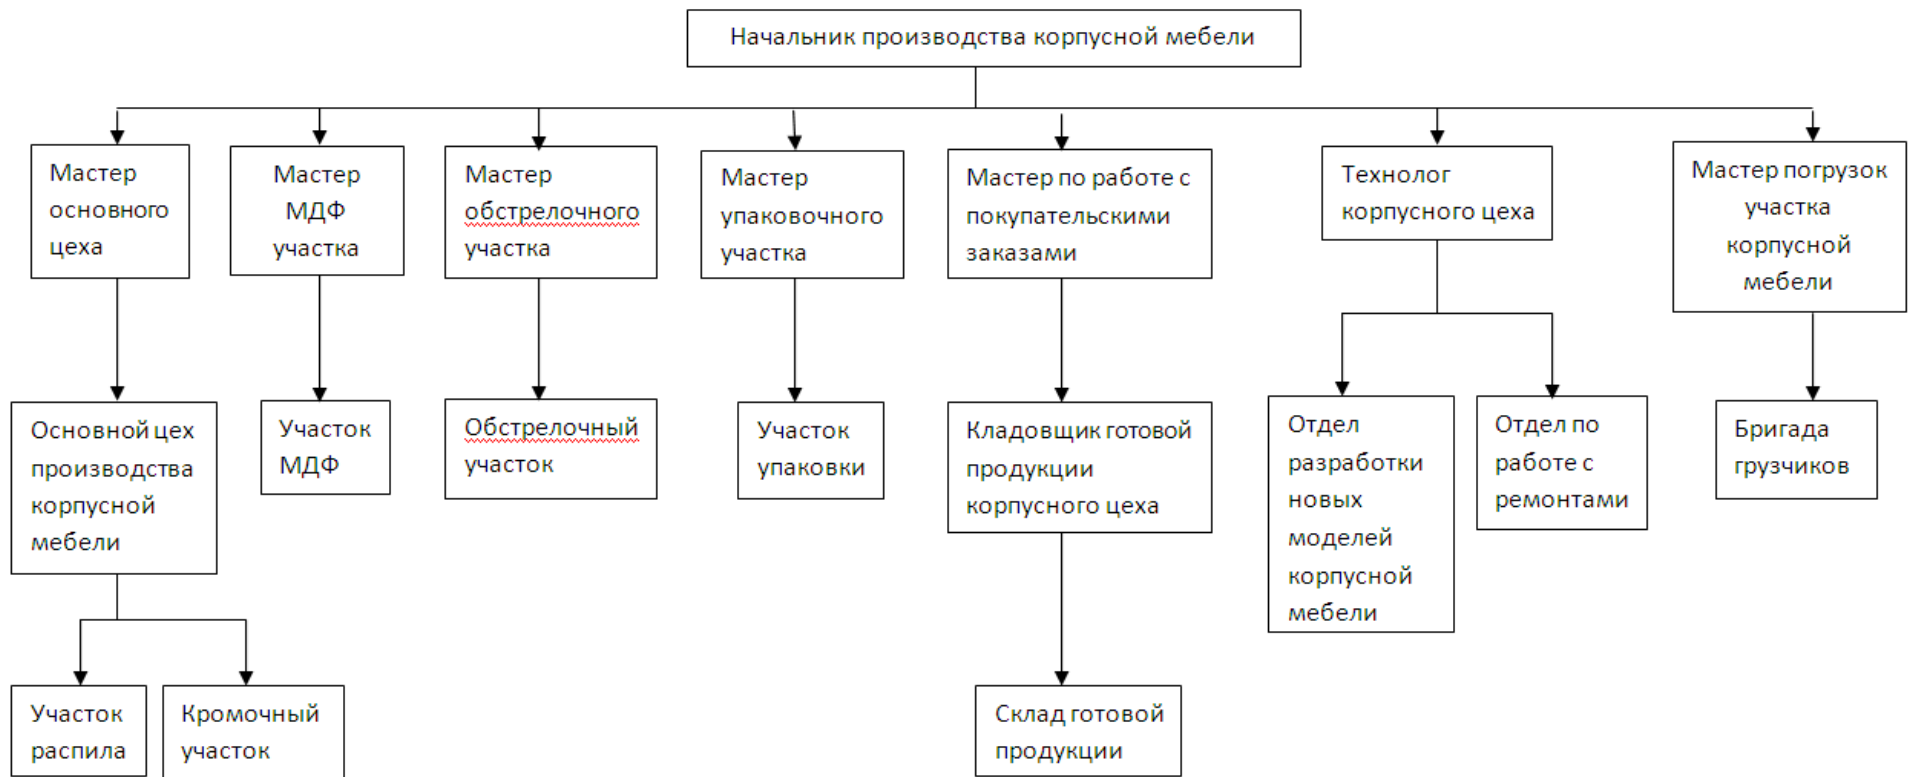 Начальник производства корпусной мебели
Мастер
основного
цеха
Мастер
МДФ
участка
Мастер
обстрелочного
участка
Мастер
упаковочного
участка
Мастер по работе с
покупательскими
заказами
Технолог
корпусного цеха
Мастер погрузок
участка
корпусной
мебели
Основной цех
производства
корпусной
мебели
Участок
МДФ
Обстрелочный
участок
Участок
упаковки
Кладовщик готовой
продукции
корпусного цеха
Отдел
разработки
новых
моделей
корпусной
мебели
Отдел по
работе с
ремонтами
Бригада
грузчиков
Участок
распила
Кромочный
участок
Склад готовой
продукции